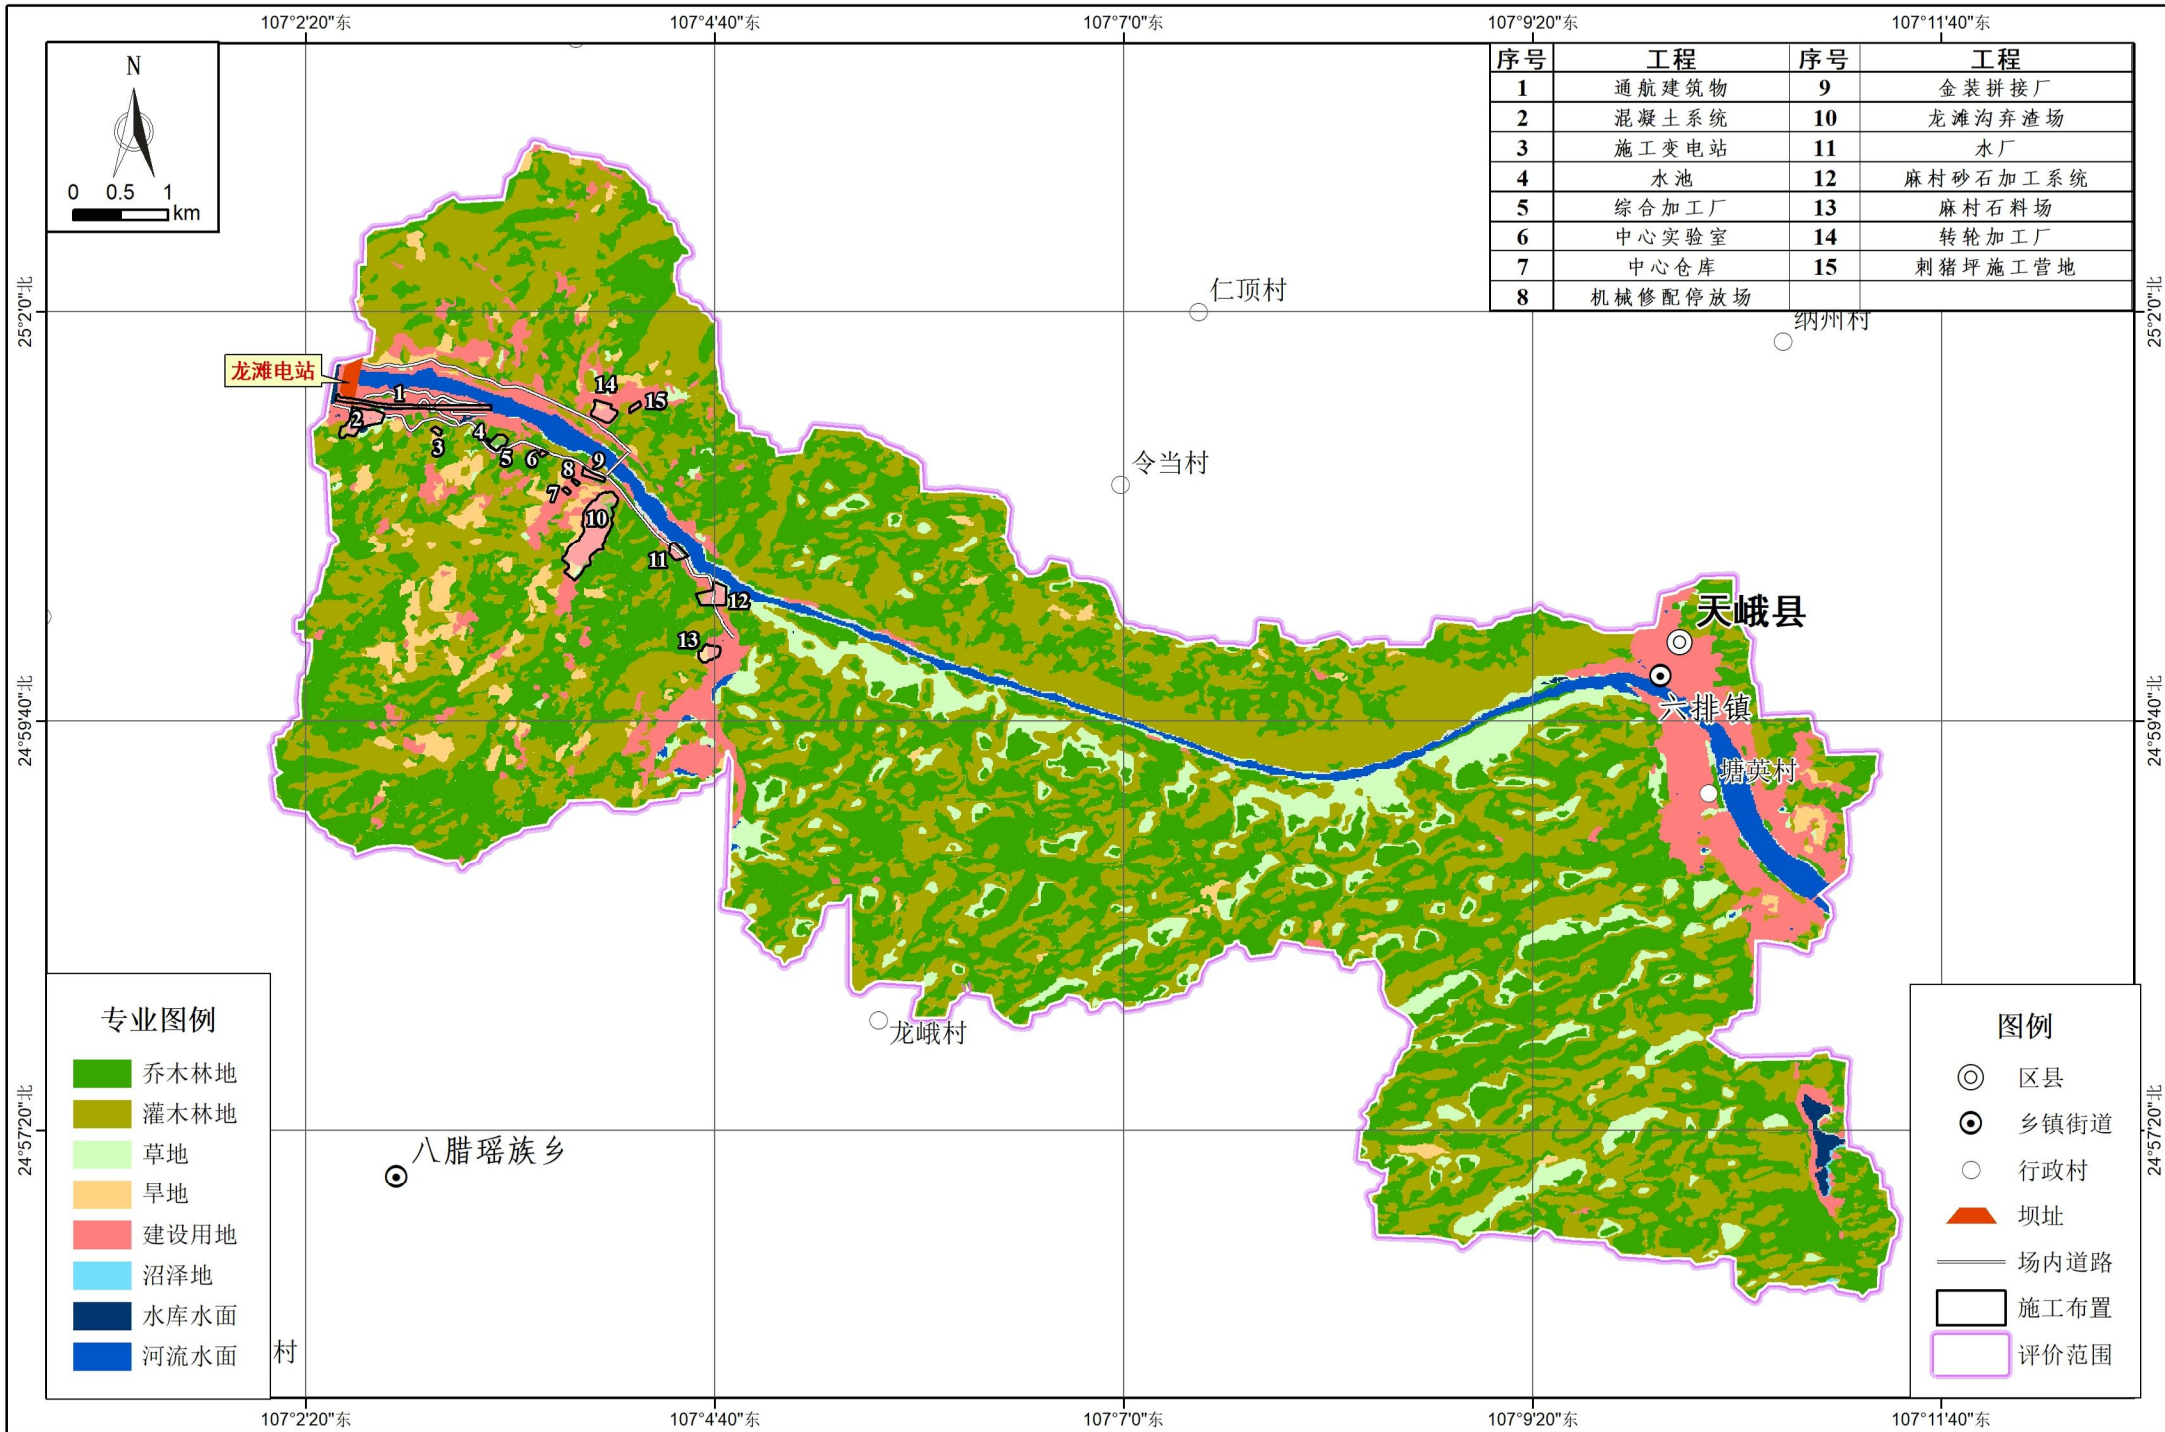 107°2'20"东 107°4'40"东 107°7'0"东 107°9'20"东 107°11'40"东
N
0 0.5 1
km
序号 工程 序号 工程
1 通航建筑物 9 金装拼接厂
2 混凝土系统 10 龙滩沟弃渣场
3 施工变电站 11 水厂
4 水池 12 麻村砂石加工系统
5 综合加工厂 13 麻村石料场
6 中心实验室 14 转轮加工厂
7 中心仓库 15 刺猪坪施工营地
8 机械修配停放场
25°2'0"北
25°2'0"北
仁顶村
纳州村
龙滩电站
1
2
3
4
5
6
7
8
9
10
11
12
13
14
15
令当村
天峨县
六排镇
塘英村
24°59'40"北
24°59'40"北
龙峨村
八腊瑶族乡
24°57'20"北
24°57'20"北
村
专业图例
乔木林地
灌木林地
草地
旱地
建设用地
沼泽地
水库水面
河流水面
图例
区县
乡镇街道
行政村
坝址
场内道路
施工布置
评价范围
107°2'20"东 107°4'40"东 107°7'0"东 107°9'20"东 107°11'40"东